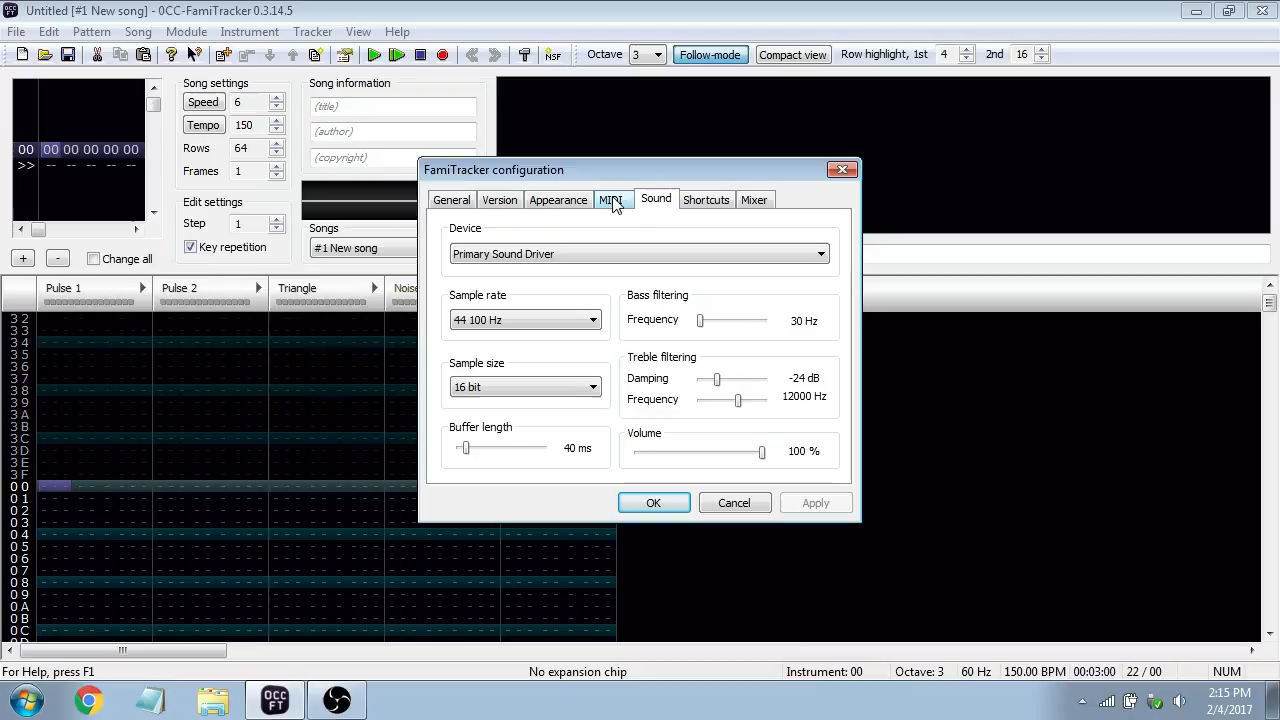 Untitled [#1 New song] - 0CC-FamiTracker 0.3.14.5
File Edit Pattern Song Module Instrument Tracker View Help
NSF Octave 3 Follow-mode Compact view Row highlight, 1st 4 2nd 16
Song settings
Speed 6
Tempo 150
Rows 64
Frames 1
Song information
(title)
(author)
(copyright)
00 00 00 00 00 00
>> -- -- -- -- --
Edit settings
Step 1
Key repetition
Songs
#1 New song
+ - Change all
FamiTracker configuration
General Version Appearance MIDI Sound Shortcuts Mixer
Device
Primary Sound Driver
Sample rate
44 100 Hz
Bass filtering
Frequency 30 Hz
Sample size
16 bit
Treble filtering
Damping -24 dB
Frequency 12000 Hz
Buffer length
40 ms
Volume
100 %
OK Cancel Apply
Pulse 1 Pulse 2 Triangle Noise
32
34
35
36
37
38
39
3A
3B
3C
3D
3E
3F
00
01
02
03
04
05
06
07
08
09
0A
0B
0C
For Help, press F1 No expansion chip Instrument: 00 Octave: 3 60 Hz 150.00 BPM 00:03:00 22 / 00 NUM
0CC
FT
2:15 PM
2/4/2017